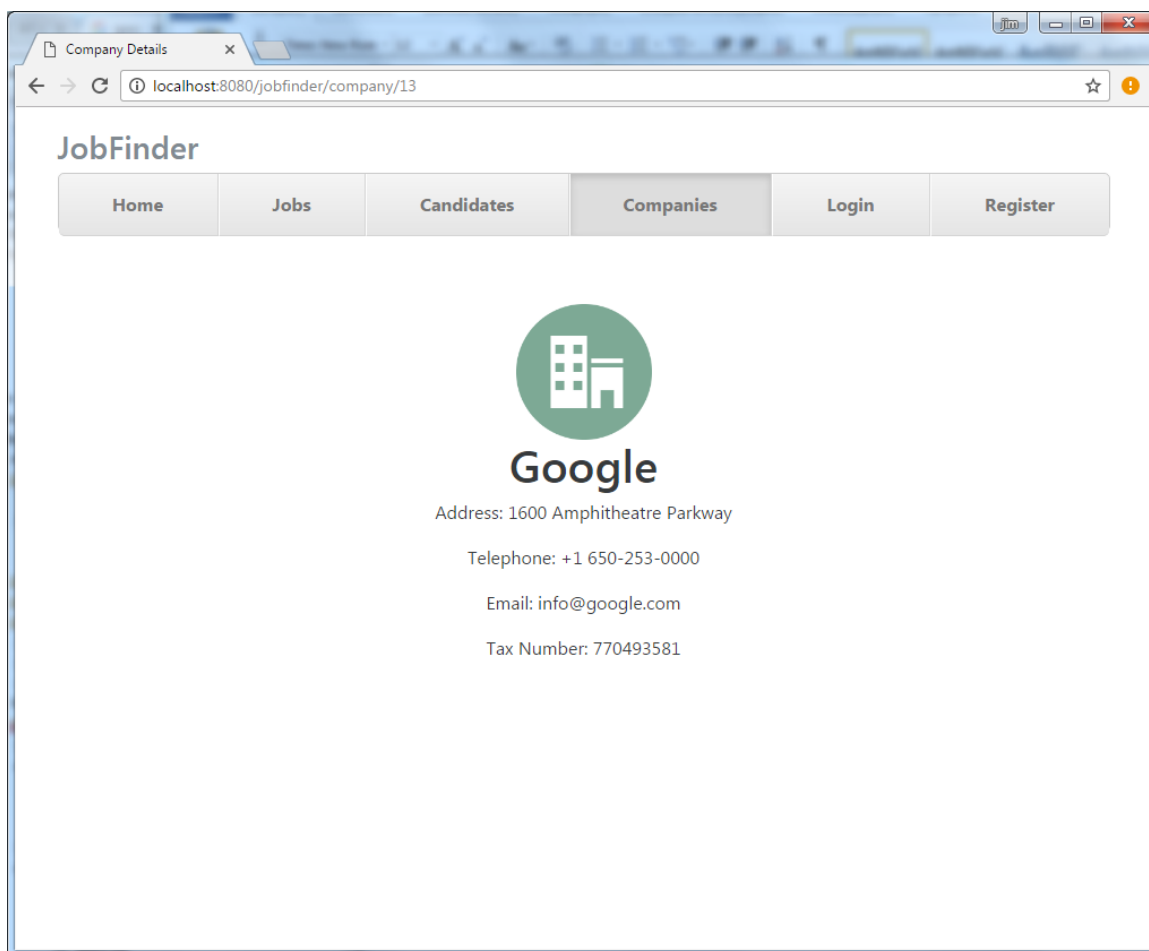 jim
Company Details
localhost:8080/jobfinder/company/13
JobFinder
Home Jobs Candidates Companies Login Register
Google
Address: 1600 Amphitheatre Parkway
Telephone: +1 650-253-0000
Email: info@google.com
Tax Number: 770493581